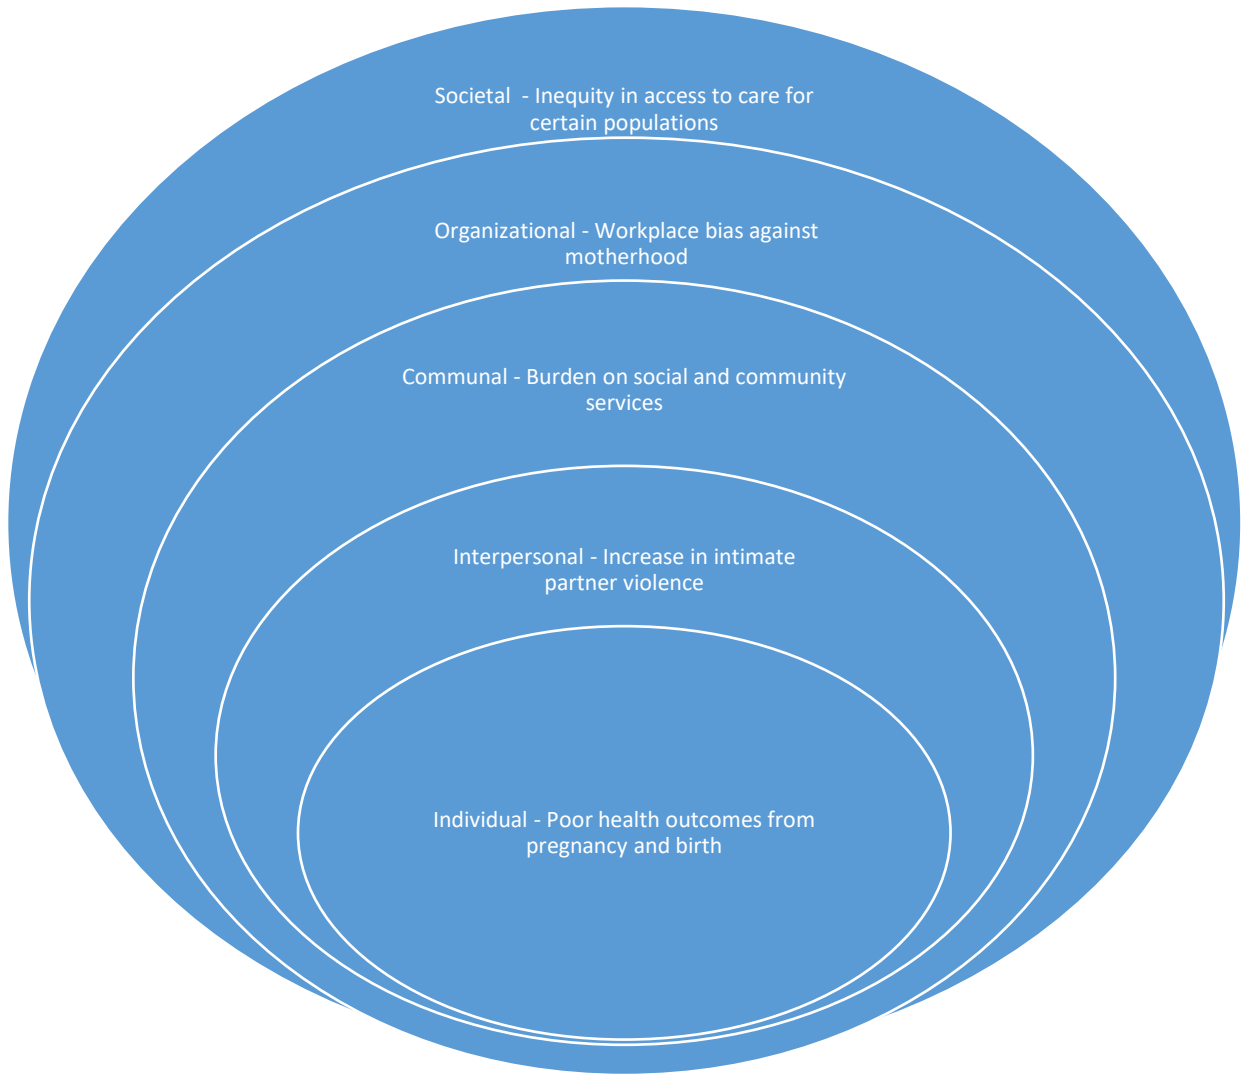 Societal  - Inequity in access to care for
certain populations
Organizational - Workplace bias against
motherhood
Communal - Burden on social and community
services
Interpersonal - Increase in intimate
partner violence
Individual - Poor health outcomes from
pregnancy and birth